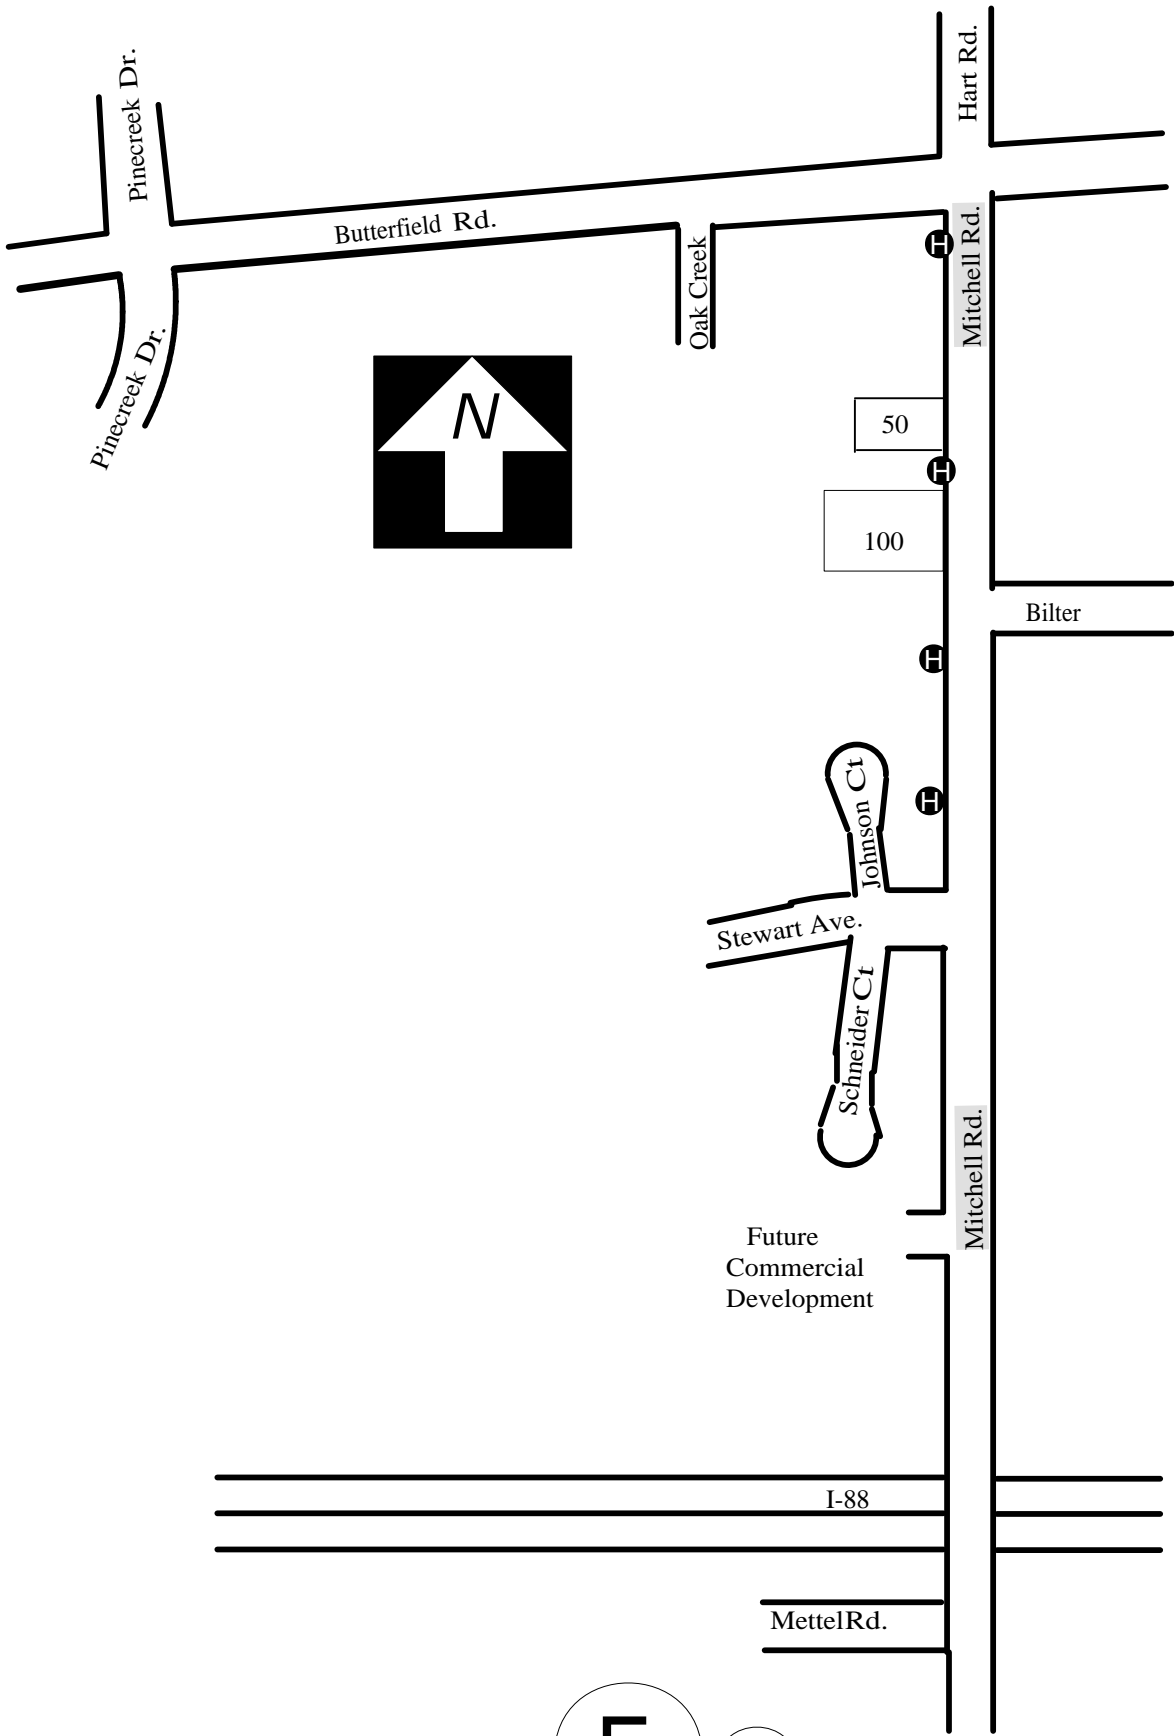 Hart Rd.
Pinecreek Dr.
Butterfield Rd.
Mitchell Rd.
H
Oak Creek
Pinecreek Dr.
N
50
H
100
Bilter
H
Johnson Ct
H
Stewart Ave.
Schneider Ct
Mitchell Rd.
Future
Commercial
Development
I-88
MettelRd.